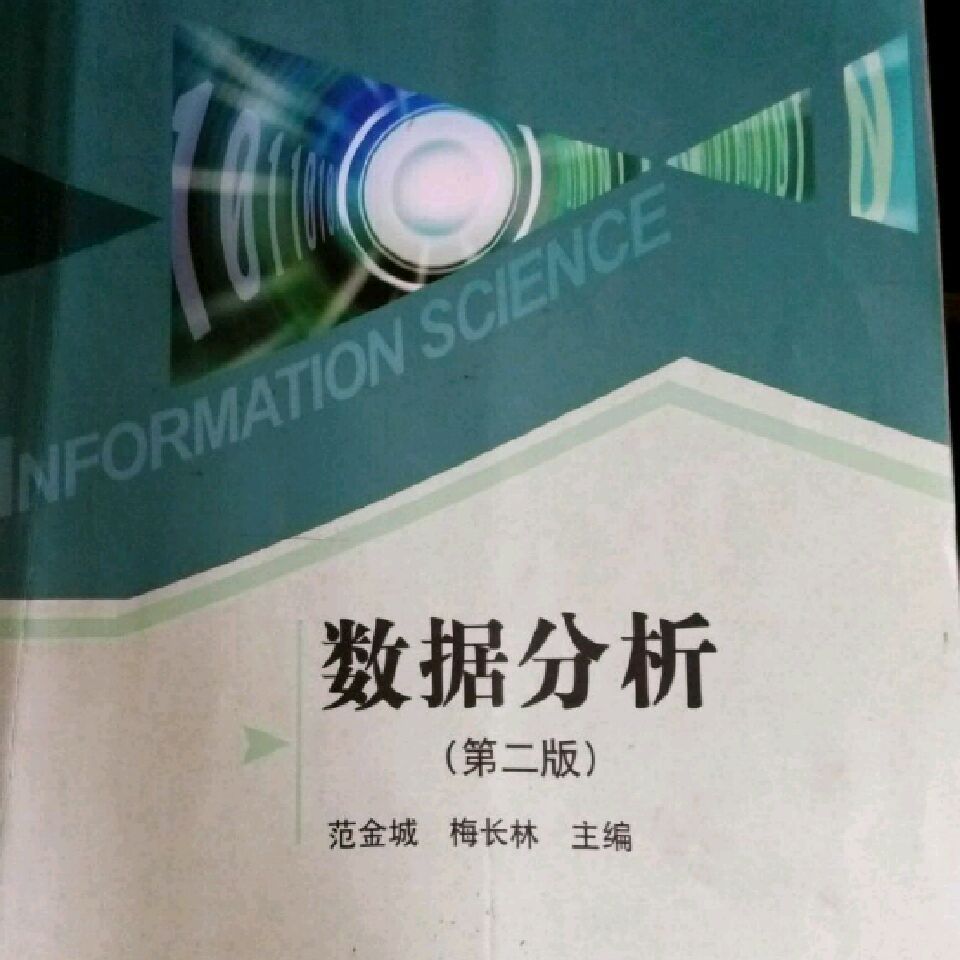 INFORMATION SCIENCE
数据分析
（第二版）
范金城 梅长林 主编